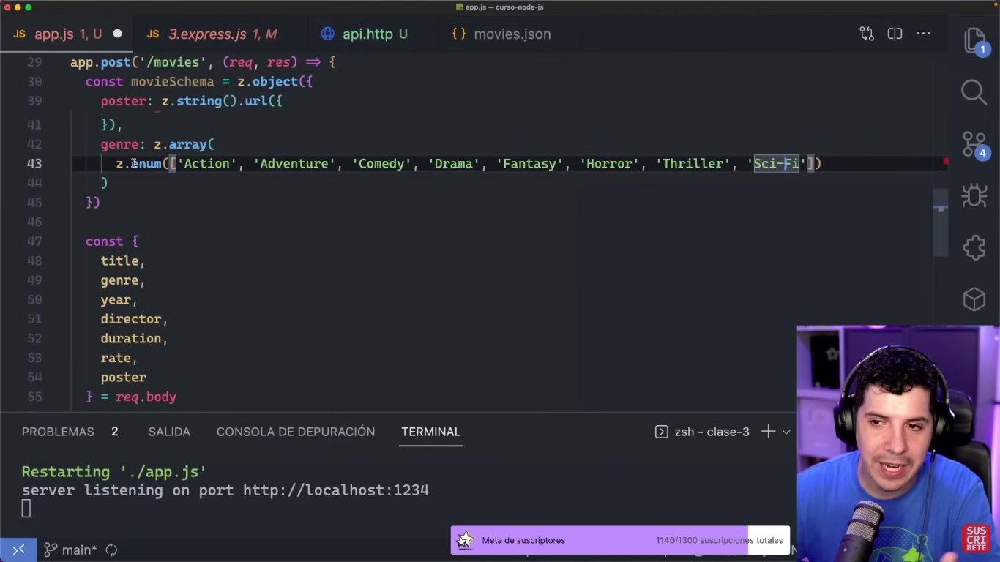 app.js — curso-node-js
JS app.js 1, U
JS 3.express.js 1, M
api.http U
{} movies.json
29 app.post('/movies', (req, res) => {
30 const movieSchema = z.object({
39 poster: z.string().url({
41 }),
42 genre: z.array(
43 z.enum(['Action', 'Adventure', 'Comedy', 'Drama', 'Fantasy', 'Horror', 'Thriller', 'Sci-Fi'])
44 )
45 })
46
47 const {
48 title,
49 genre,
50 year,
51 director,
52 duration,
53 rate,
54 poster
55 } = req.body
1
4
PROBLEMAS 2 SALIDA CONSOLA DE DEPURACIÓN TERMINAL
zsh - clase-3
Restarting './app.js'
server listening on port http://localhost:1234
Meta de suscriptores 1140/1300 suscripciones totales
main*
SUS
CRI
BETE